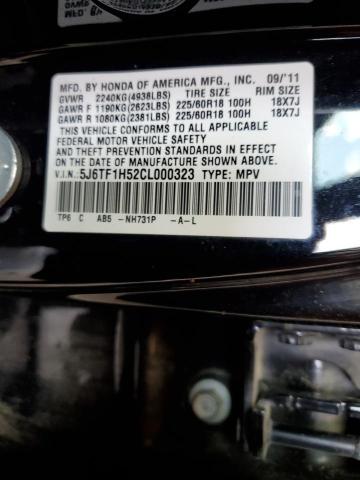 MFD. BY HONDA OF AMERICA MFG., INC. 09/'11
GVWR 2240KG(4938LBS) TIRE SIZE RIM SIZE
GAWR F 1190KG(2623LBS) 225/60R18 100H 18X7J
GAWR R 1080KG(2381LBS) 225/60R18 100H 18X7J
THIS VEHICLE CONFORMS TO ALL APPLICABLE
FEDERAL MOTOR VEHICLE SAFETY
AND THEFT PREVENTION STANDARDS IN
EFFECT ON THE DATE OF MANUFACTURE
SHOWN ABOVE.
V.I.N.: 5J6TF1H52CL000323 TYPE: MPV
TP6 C AB5 -NH731P -A-L